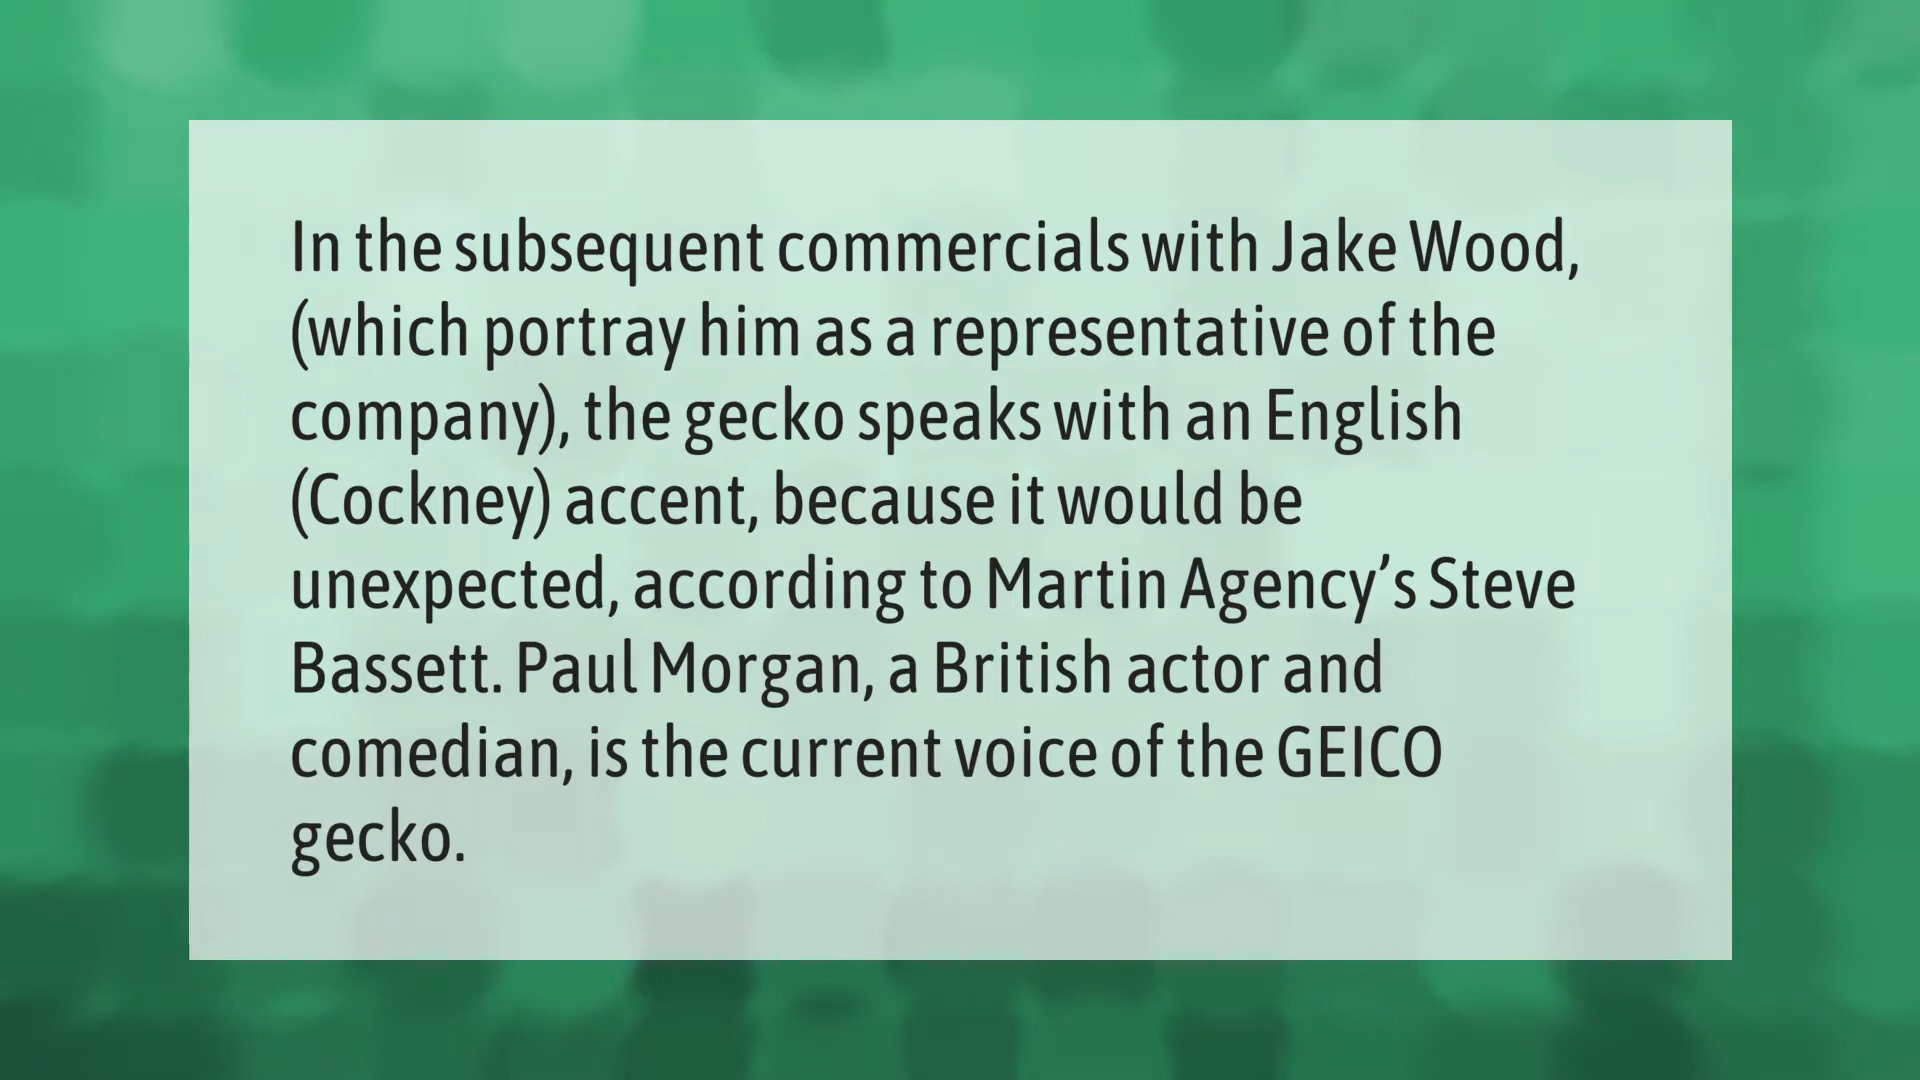 In the subsequent commercials with Jake Wood,
(which portray him as a representative of the
company), the gecko speaks with an English
(Cockney) accent, because it would be
unexpected, according to Martin Agency’s Steve
Bassett. Paul Morgan, a British actor and
comedian, is the current voice of the GEICO
gecko.